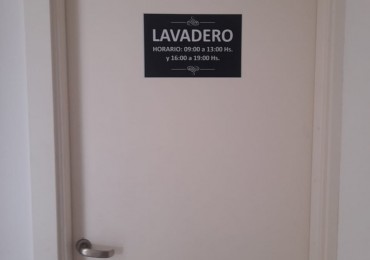 LAVADERO
HORARIO: 09:00 a 13:00 Hs.
y 16:00 a 19:00 Hs.